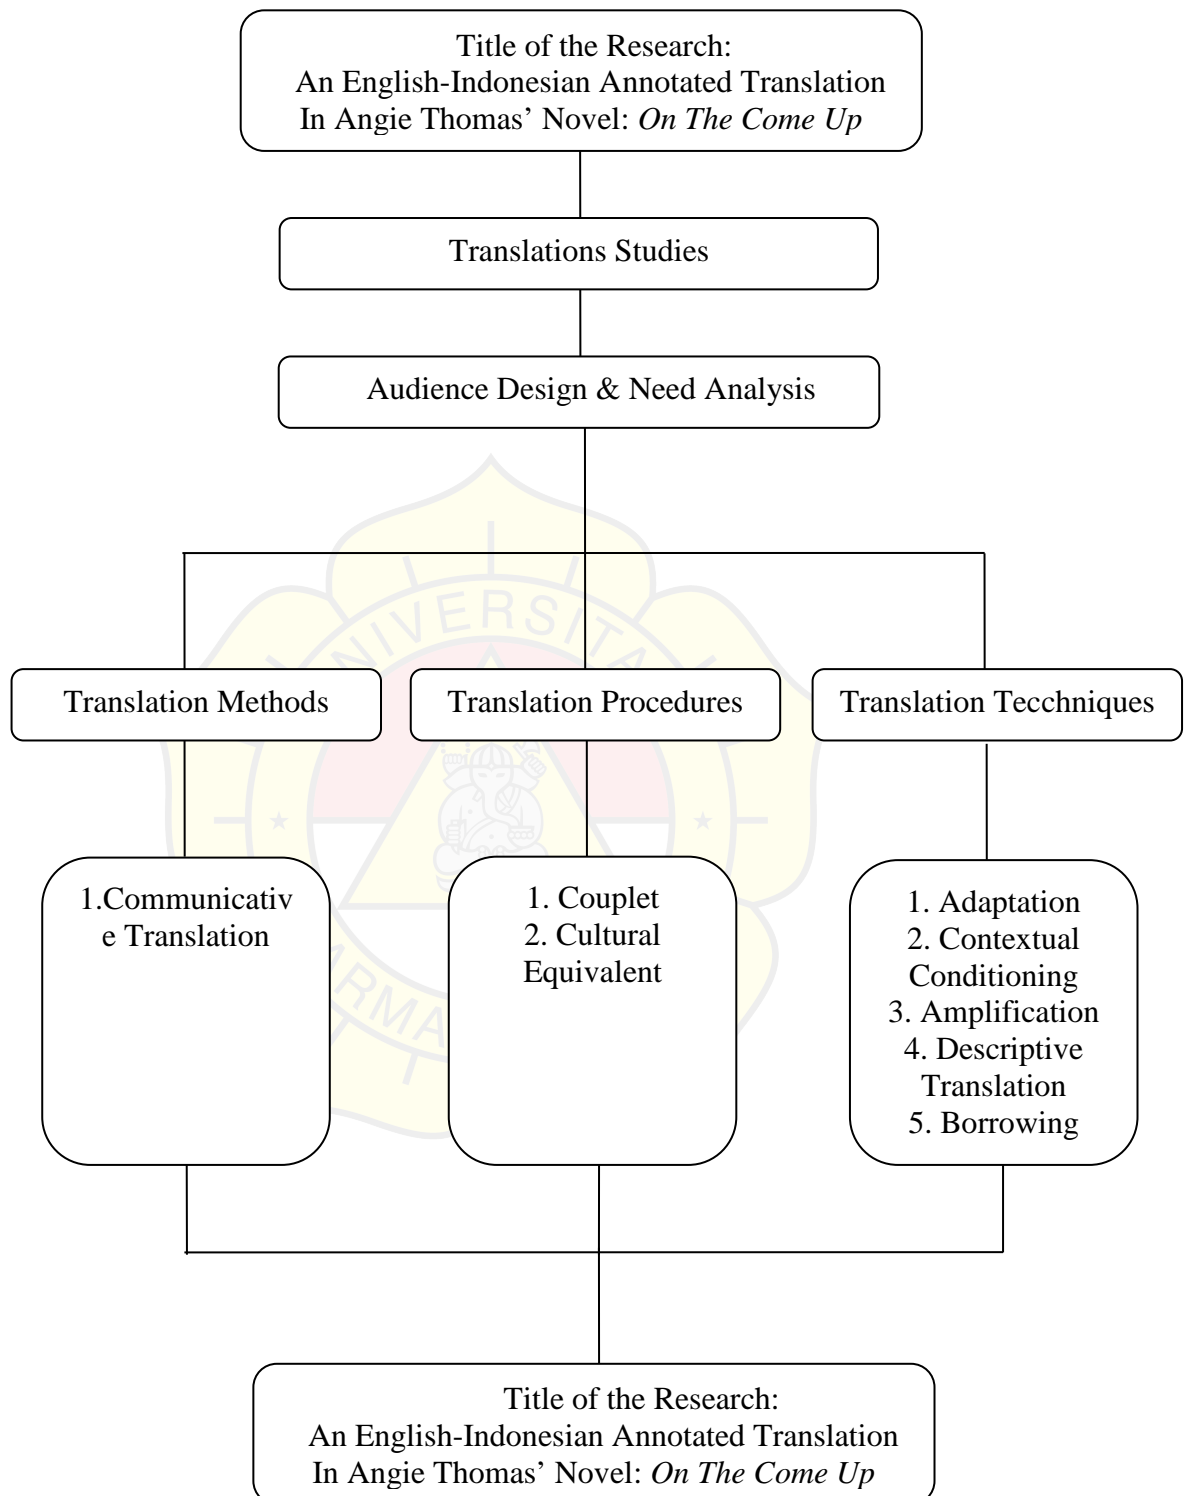 Title of the Research:
An English-Indonesian Annotated Translation
In Angie Thomas’ Novel: On The Come Up
Translations Studies
Audience Design & Need Analysis
Translation Methods
Translation Procedures
Translation Tecchniques
1.Communicativ
e Translation
1. Couplet
2. Cultural
Equivalent
1. Adaptation
2. Contextual
Conditioning
3. Amplification
4. Descriptive
Translation
5. Borrowing
Title of the Research:
An English-Indonesian Annotated Translation
In Angie Thomas’ Novel: On The Come Up